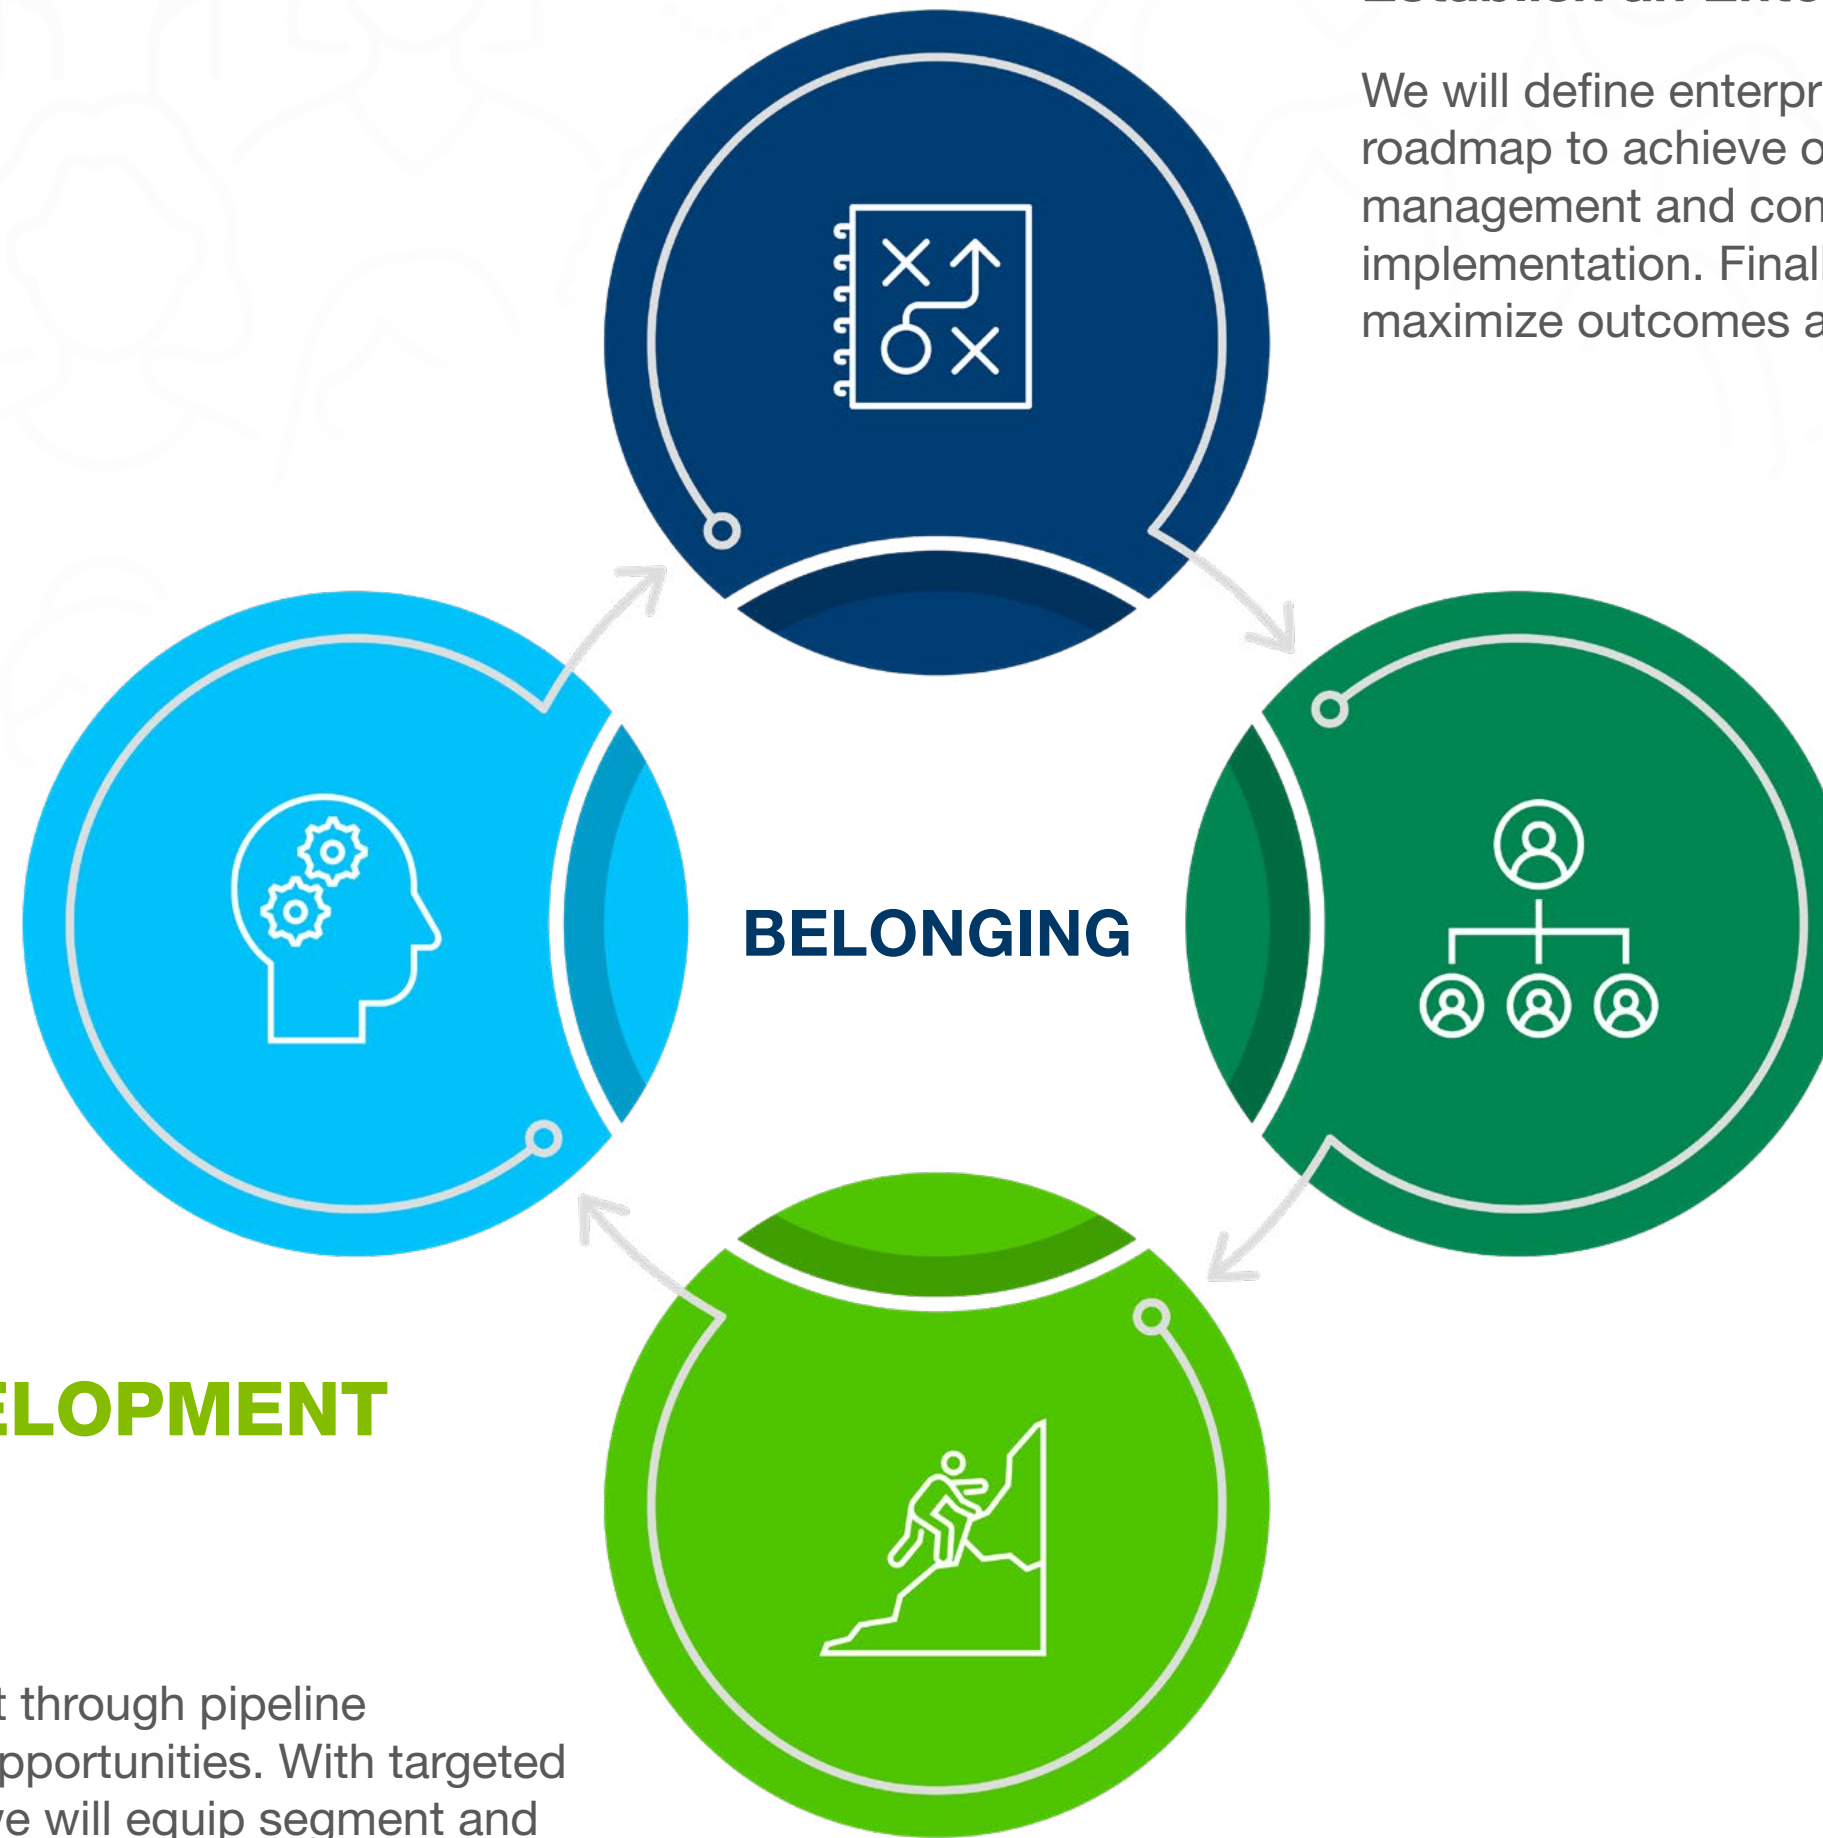 We will define enterpr
roadmap to achieve o
management and con
implementation. Final
maximize outcomes a
BELONGING
ELOPMENT
t through pipeline
pportunities. With targeted
ve will equip segment and